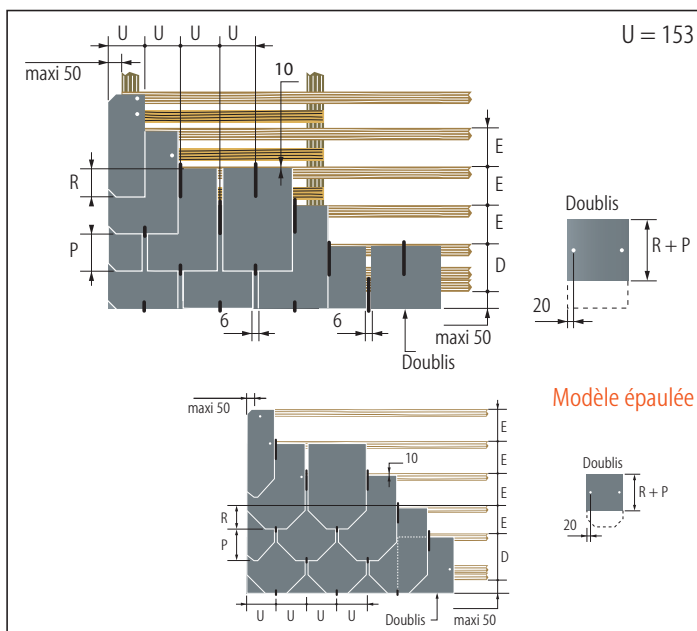 U = 153
U U U U
maxi 50
10
E
R
E
E
P
D
6
6
maxi 50
Doublis
Doublis
R + P
20
Modèle épaulée
maxi 50
E
E
10
E
R
E
P
D
U U U U
Doublis
maxi 50
Doublis
R + P
20